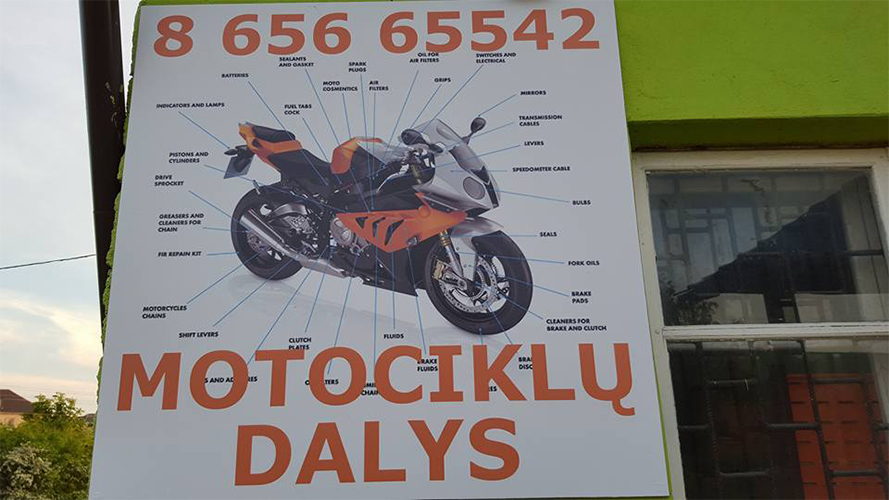 8 656 65542
OIL FOR
AIR FILTERS
SWITCHES AND
ELECTRICAL
SEALANTS
AND GASKET
SPARK
PLUGS
BATTERIES
MOTO
COSMENTICS
AIR
FILTERS
GRIPS
MIRRORS
INDICATORS AND LAMPS
FUEL TABS
COCK
TRANSMISSION
CABLES
LEVERS
PISTONS AND
CYLINDERS
SPEEDOMETER CABLE
DRIVE
SPROCKET
BULBS
GREASERS AND
CLEANERS FOR
CHAIN
SEALS
FIR REPAIR KIT
FORK OILS
BRAKE
PADS
MOTORCYCLES
CHAINS
CLEANERS FOR
BRAKE AND CLUTCH
SHIFT LEVERS
CLUTCH
PLATES
FLUIDS
BRAKE
FLUIDS
MOTOCIKLŲ
DALYS